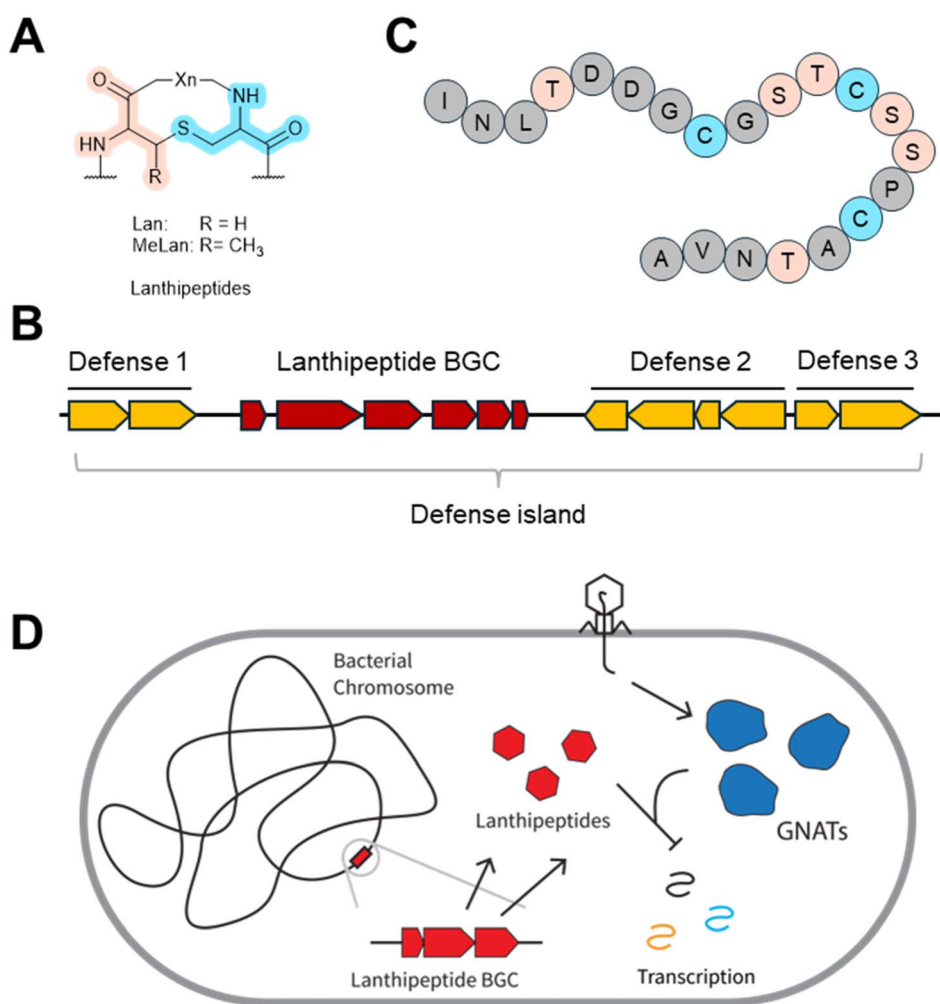 A
O
Xn
NH
S
O
HN
R
Lan: R = H
MeLan: R= CH3
Lanthipeptides
C
I
N
L
T
D
D
G
C
G
S
T
C
S
S
P
C
A
T
N
V
A
B
Defense 1
Lanthipeptide BGC
Defense 2
Defense 3
Defense island
D
Bacterial
Chromosome
Lanthipeptides
GNATs
Lanthipeptide BGC
Transcription